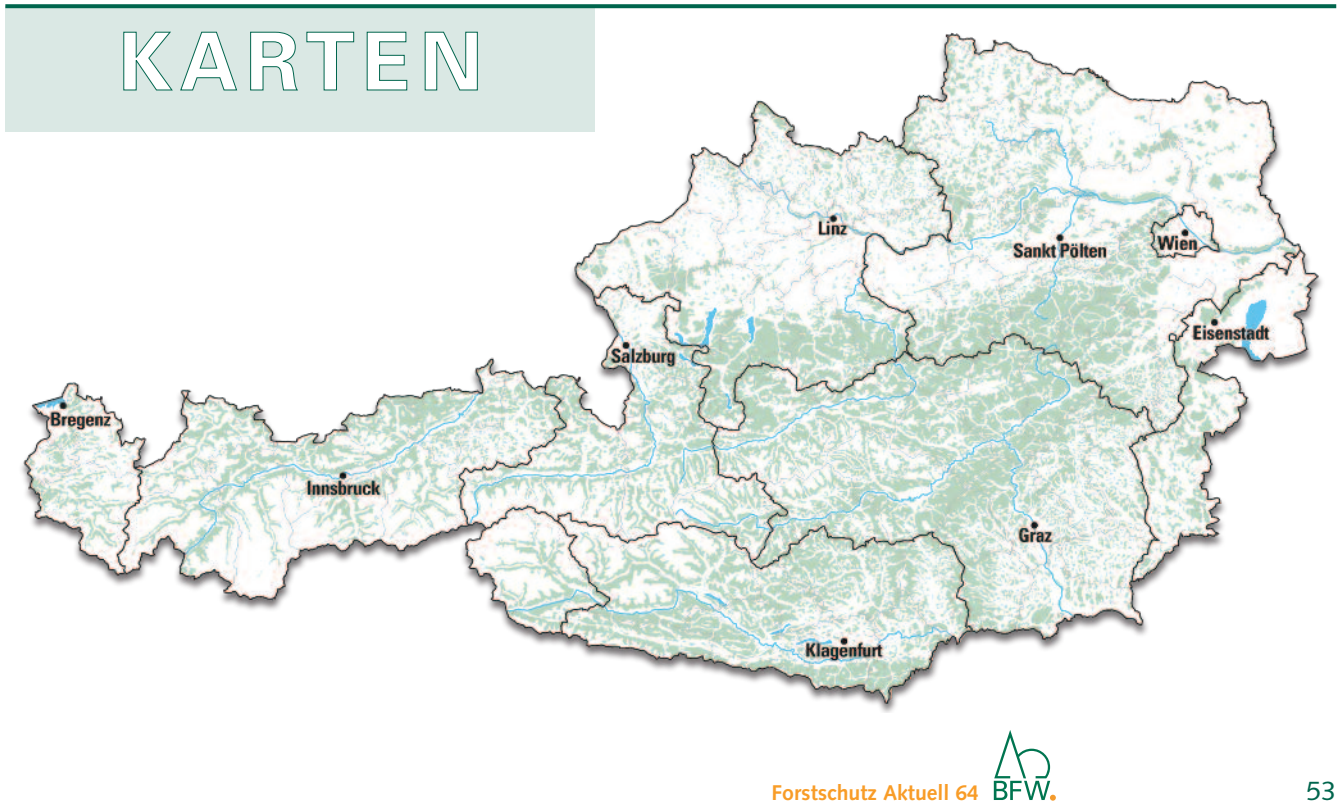 KARTEN
Linz
Sankt Pölten
Wien
Eisenstadt
Salzburg
Bregenz
Innsbruck
Graz
Klagenfurt
Forstschutz Aktuell 64
BFW.
53